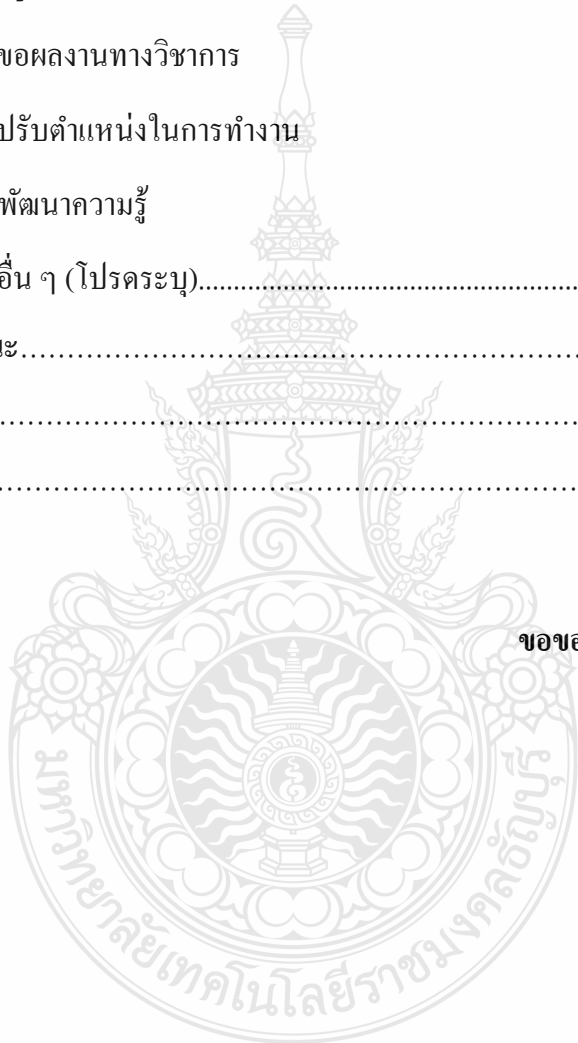 ขอผลงานทางวิชาการ
ปรับตำแหน่งในการทำงาน
พัฒนาความรู้
อื่น ๆ (โปรดระบุ)..........................................................
นะ..........................................................
..........................................................
..........................................................
ขอขอ
มหาวิทยาลัยเทคโนโลยีราชมงคลธัญบุรี